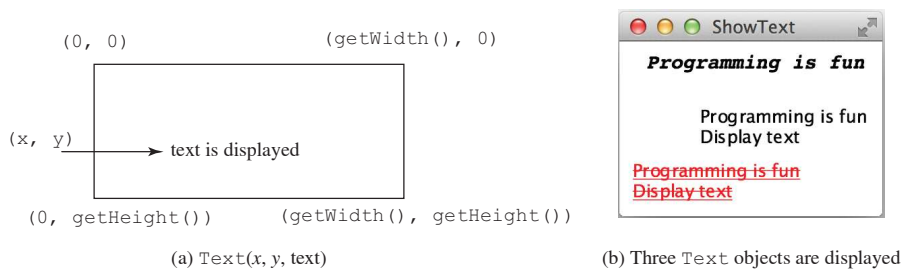 (0, 0)
(getWidth(), 0)
(x, y)
text is displayed
(0, getHeight())
(getWidth(), getHeight())
(a) Text(x, y, text)
ShowText
Programming is fun
Programming is fun
Display text
Programming is fun
Display text
(b) Three Text objects are displayed